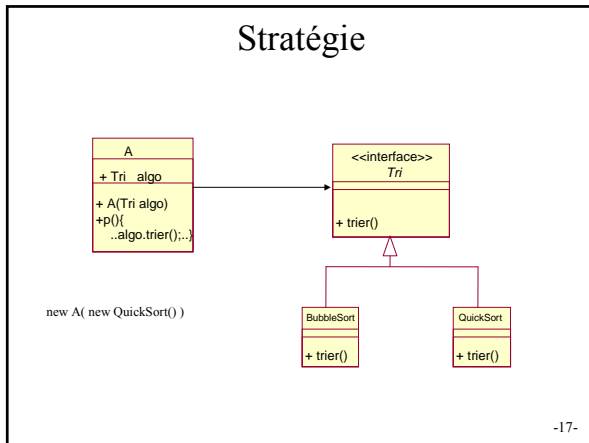 Stratégie
A
+ Tri algo
+ A(Tri algo)
+p(){
..algo.trier();..}
<<interface>>
Tri
+ trier()
new A( new QuickSort() )
BubbleSort
+ trier()
QuickSort
+ trier()
-17-